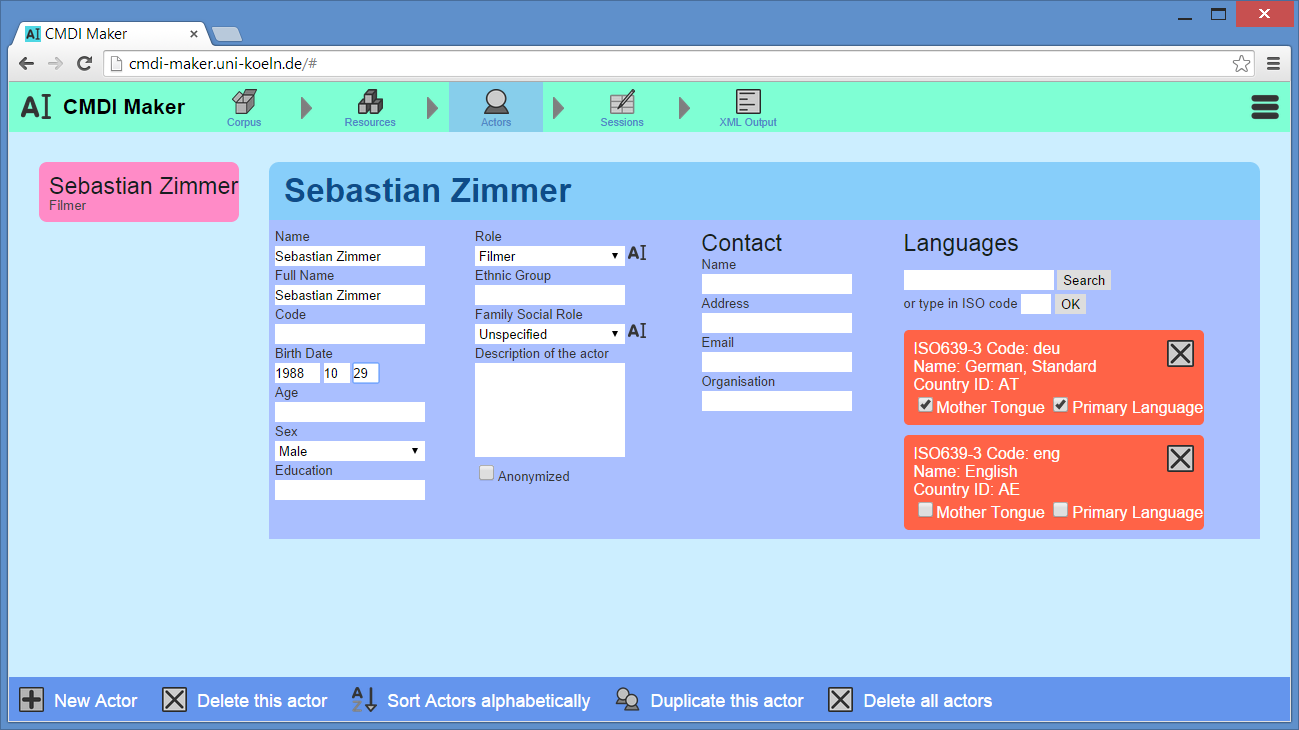 CMDI Maker
cmdi-maker.uni-koeln.de/#
AI CMDI Maker
Corpus
Resources
Actors
Sessions
XML Output
Sebastian Zimmer
Filmer
Sebastian Zimmer
Name
Sebastian Zimmer
Full Name
Sebastian Zimmer
Code
Birth Date
1988 10 29
Age
Sex
Male
Education
Role
Filmer
Ethnic Group
Family Social Role
Unspecified
Description of the actor
Anonymized
Contact
Name
Address
Email
Organisation
Languages
Search
or type in ISO code OK
ISO639-3 Code: deu
Name: German, Standard
Country ID: AT
Mother Tongue Primary Language
ISO639-3 Code: eng
Name: English
Country ID: AE
Mother Tongue Primary Language
New Actor
Delete this actor
Sort Actors alphabetically
Duplicate this actor
Delete all actors